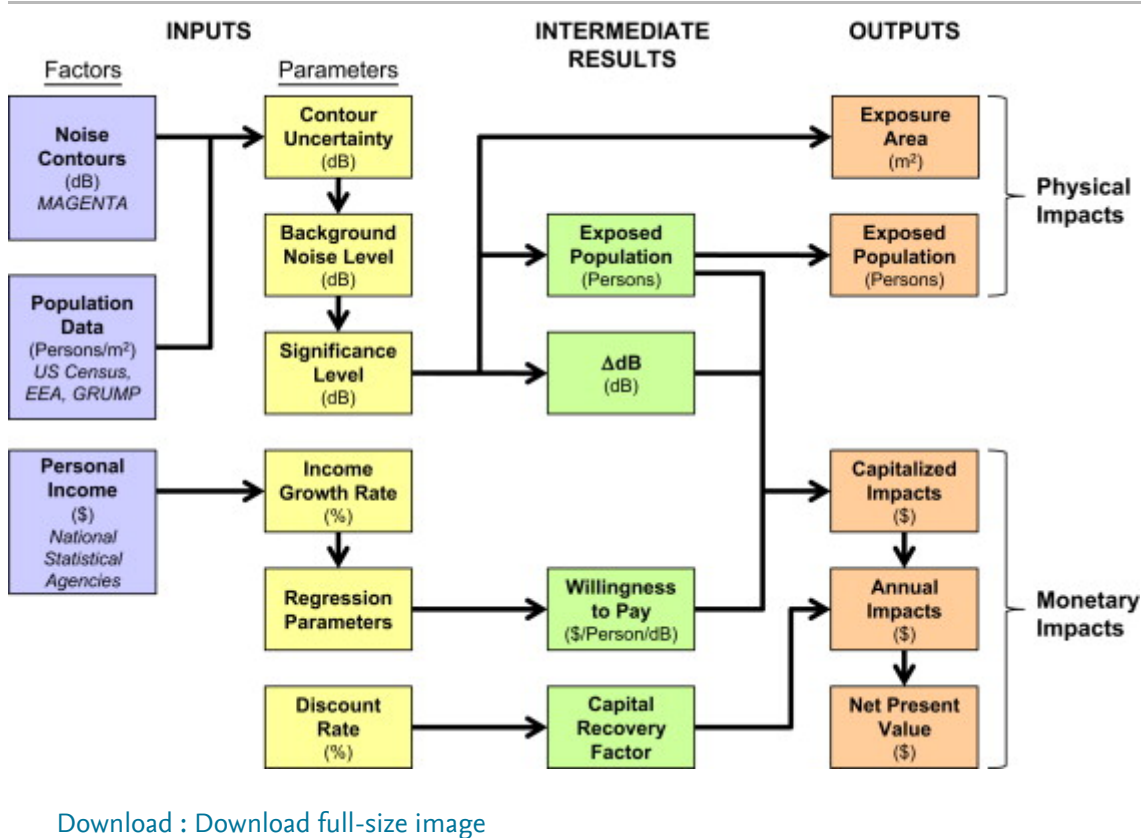 INPUTS
INTERMEDIATE
RESULTS
OUTPUTS
Factors
Parameters
Noise
Contours
(dB)
MAGENTA
Population
Data
(Persons/m²)
US Census,
EEA, GRUMP
Personal
Income
($)
National
Statistical
Agencies
Contour
Uncertainty
(dB)
Background
Noise Level
(dB)
Significance
Level
(dB)
Income
Growth Rate
(%)
Regression
Parameters
Discount
Rate
(%)
Exposed
Population
(Persons)
ΔdB
(dB)
Willingness
to Pay
($/Person/dB)
Capital
Recovery
Factor
Exposure
Area
(m²)
Exposed
Population
(Persons)
Capitalized
Impacts
($)
Annual
Impacts
($)
Net Present
Value
($)
Physical
Impacts
Monetary
Impacts
Download : Download full-size image